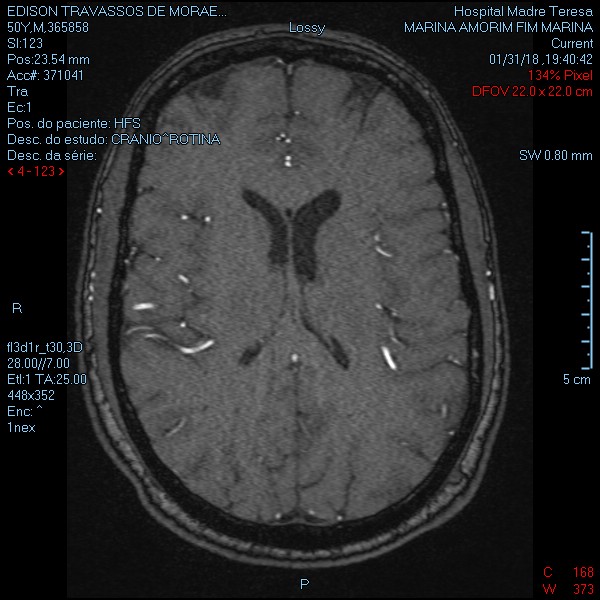 EDISON TRAVASSOS DE MORAE...
50Y,M,365858
Sl:123
Pos:23.54 mm
Acc#: 371041
Tra
Ec:1
Pos. do paciente: HFS
Desc. do estudo: CRANIO^ROTINA
Desc. da série:
< 4 - 123 >
Lossy
Hospital Madre Teresa
MARINA AMORIM FIM MARINA
Current
01/31/18 ,19:40:42
134% Pixel
DFOV 22.0 x 22.0 cm
SW 0.80 mm
R
fl3d1r_t30,3D
28.00//7.00
Etl:1 TA:25.00
448x352
Enc: ^
1nex
5 cm
P
C 168
W 373